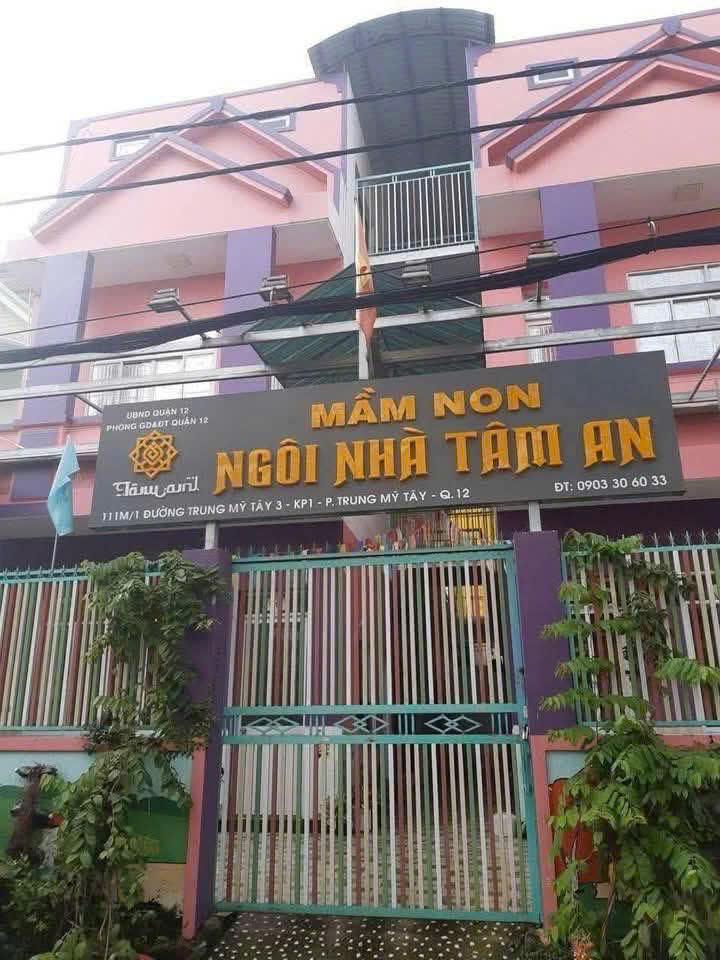 UBND QUẬN 12
PHÒNG GD&ĐT QUẬN 12
Tâm an
MẦM NON
NGÔI NHÀ TÂM AN
111M/1 ĐƯỜNG TRUNG MỸ TÂY 3 - KP1 - P. TRUNG MỸ TÂY - Q.12
ĐT: 0903 30 60 33